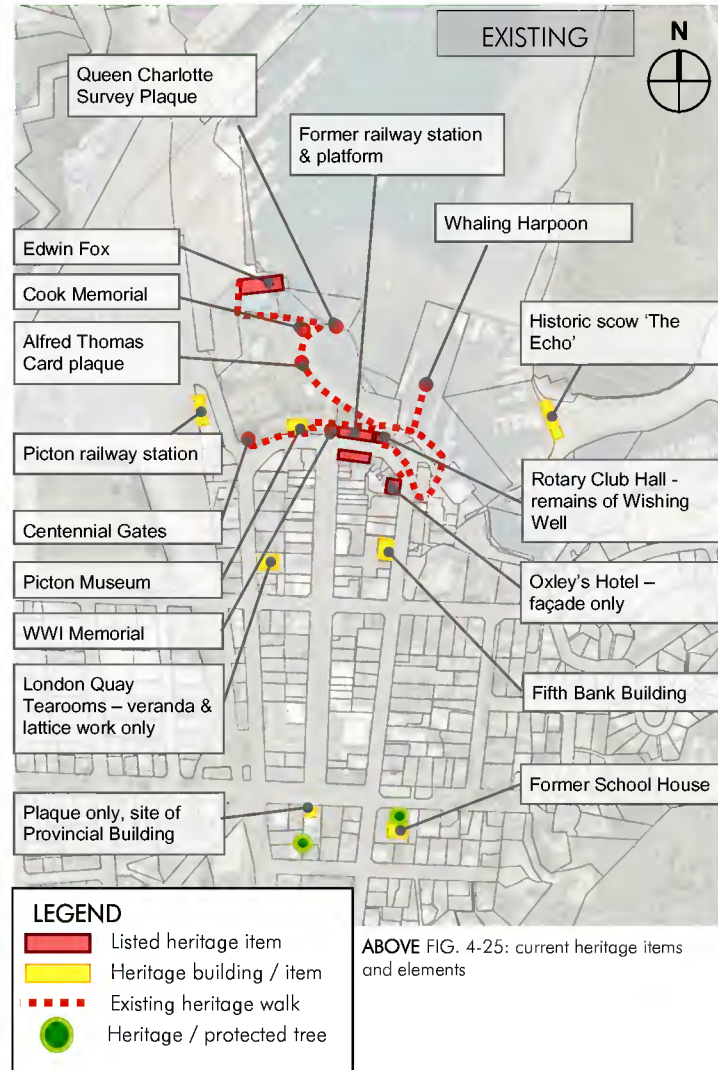 EXISTING
N
Queen Charlotte
Survey Plaque
Former railway station
& platform
Whaling Harpoon
Edwin Fox
Cook Memorial
Alfred Thomas
Card plaque
Historic scow 'The
Echo'
Picton railway station
Centennial Gates
Picton Museum
WWI Memorial
London Quay
Tearooms – veranda &
lattice work only
Rotary Club Hall -
remains of Wishing
Well
Oxley's Hotel –
façade only
Fifth Bank Building
Plaque only, site of
Provincial Building
Former School House
LEGEND
Listed heritage item
Heritage building / item
Existing heritage walk
Heritage / protected tree
ABOVE FIG. 4-25: current heritage items
and elements